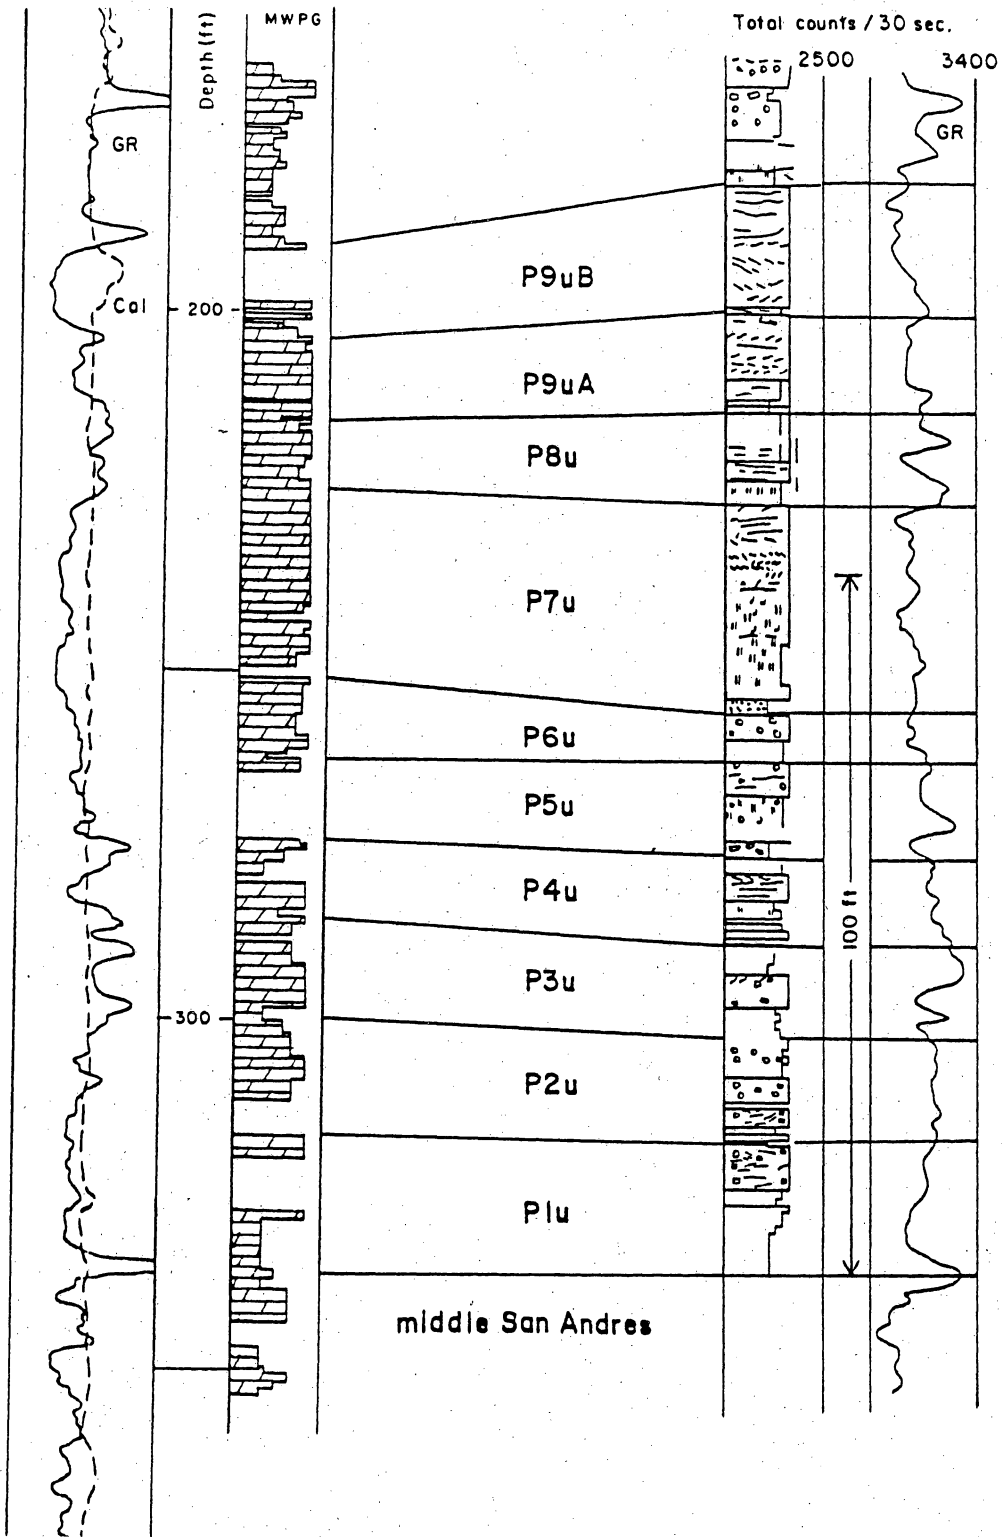 Total counts / 30 sec.
MWPG
Depth (ft)
2500
3400
GR
GR
P9uB
Cal
200
P9uA
P8u
P7u
P6u
P5u
P4u
100 ft
P3u
300
P2u
P1u
middle San Andres